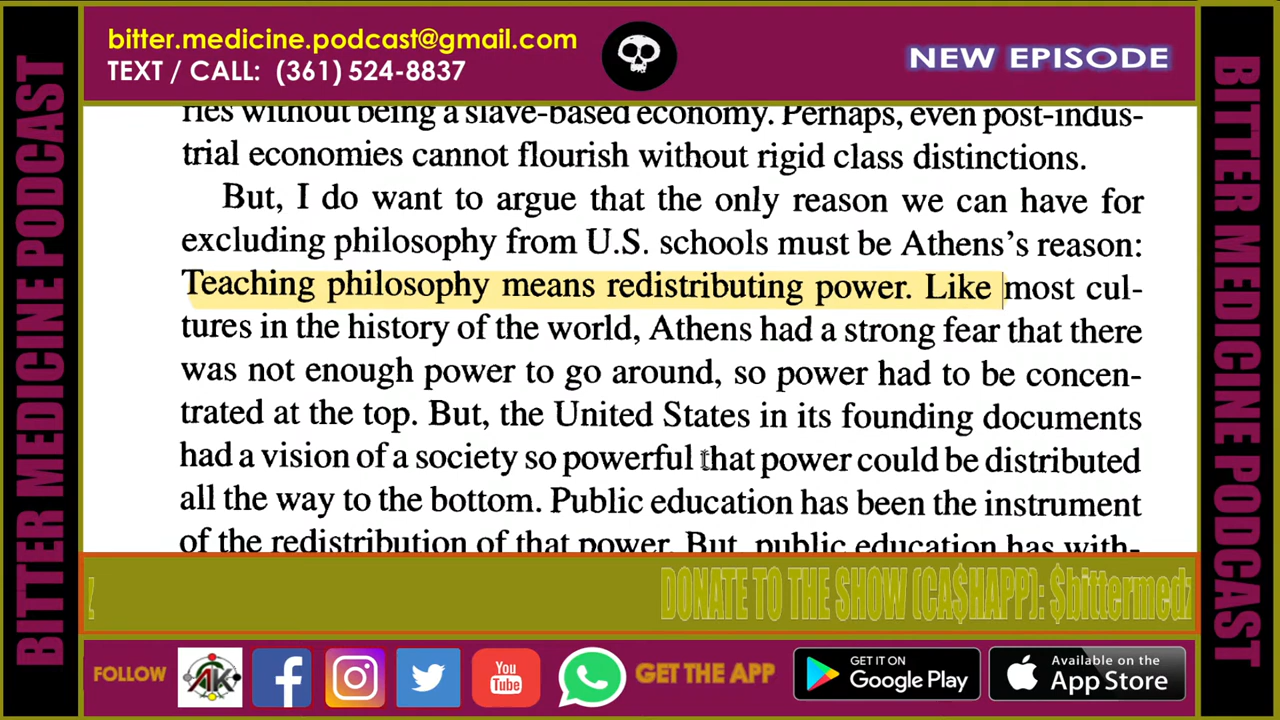 bitter.medicine.podcast@gmail.com
TEXT / CALL: (361) 524-8837
NEW EPISODE
BITTER MEDICINE PODCAST
ries without being a slave-based economy. Perhaps, even post-indus-
trial economies cannot flourish without rigid class distinctions.
But, I do want to argue that the only reason we can have for
excluding philosophy from U.S. schools must be Athens’s reason:
Teaching philosophy means redistributing power. Like most cul-
tures in the history of the world, Athens had a strong fear that there
was not enough power to go around, so power had to be concen-
trated at the top. But, the United States in its founding documents
had a vision of a society so powerful that power could be distributed
all the way to the bottom. Public education has been the instrument
of the redistribution of that power. But, public education has with-
BITTER MEDICINE PODCAST
DONATE TO THE SHOW (CA$HAPP): $bittermedz
FOLLOW
ATK
f
You
Tube
GET THE APP
GET IT ON
Google Play
Available on the
App Store